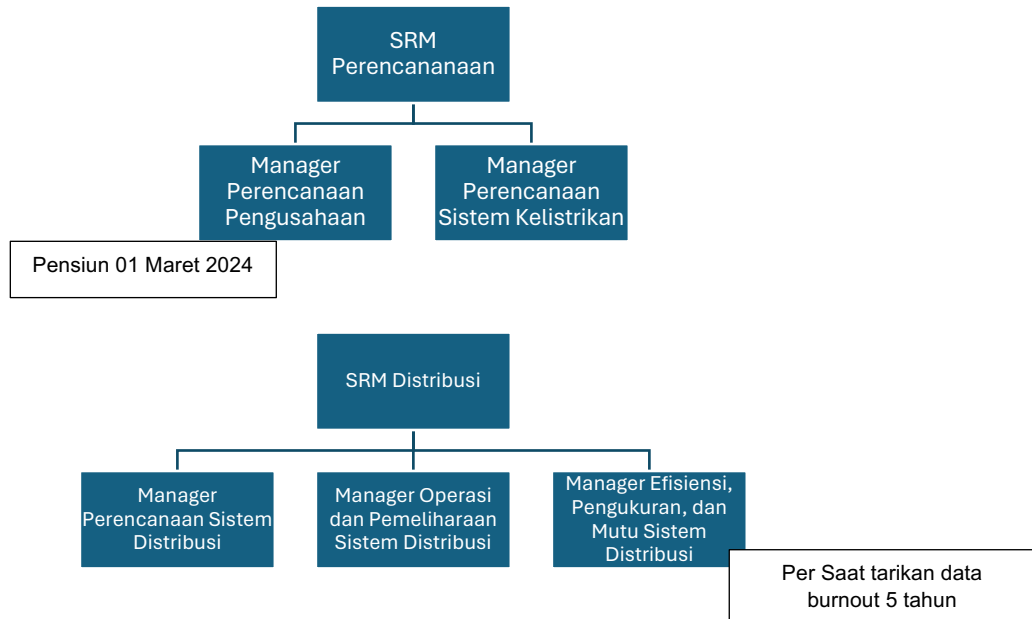 SRM
Perencananaan
Manager
Perencanaan
Pengusahaan
Manager
Perencanaan
Sistem Kelistrikan
Pensiun 01 Maret 2024
SRM Distribusi
Manager
Perencanaan Sistem
Distribusi
Manager Operasi
dan Pemeliharaan
Sistem Distribusi
Manager Efisiensi,
Pengukuran, dan
Mutu Sistem
Distribusi
Per Saat tarikan data
burnout 5 tahun